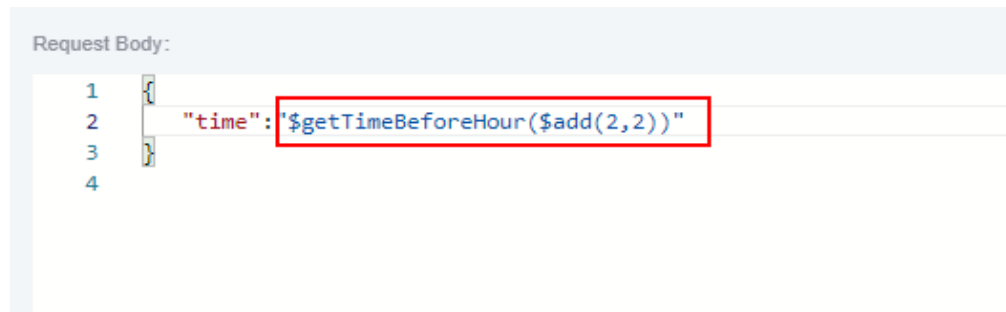 Request Body:
1 {
2 "time":"$getTimeBeforeHour($add(2,2))"
3 }
4